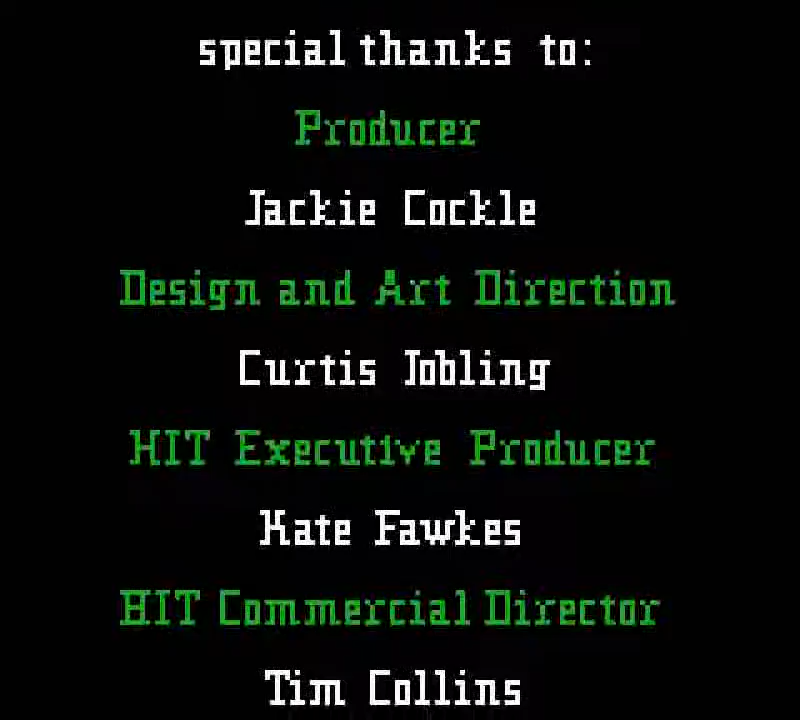 special thanks to:
Producer
Jackie Cockle
Design and Art Direction
Curtis Jobling
HIT Executive Producer
Kate Fawkes
HIT Commercial Director
Tim Collins